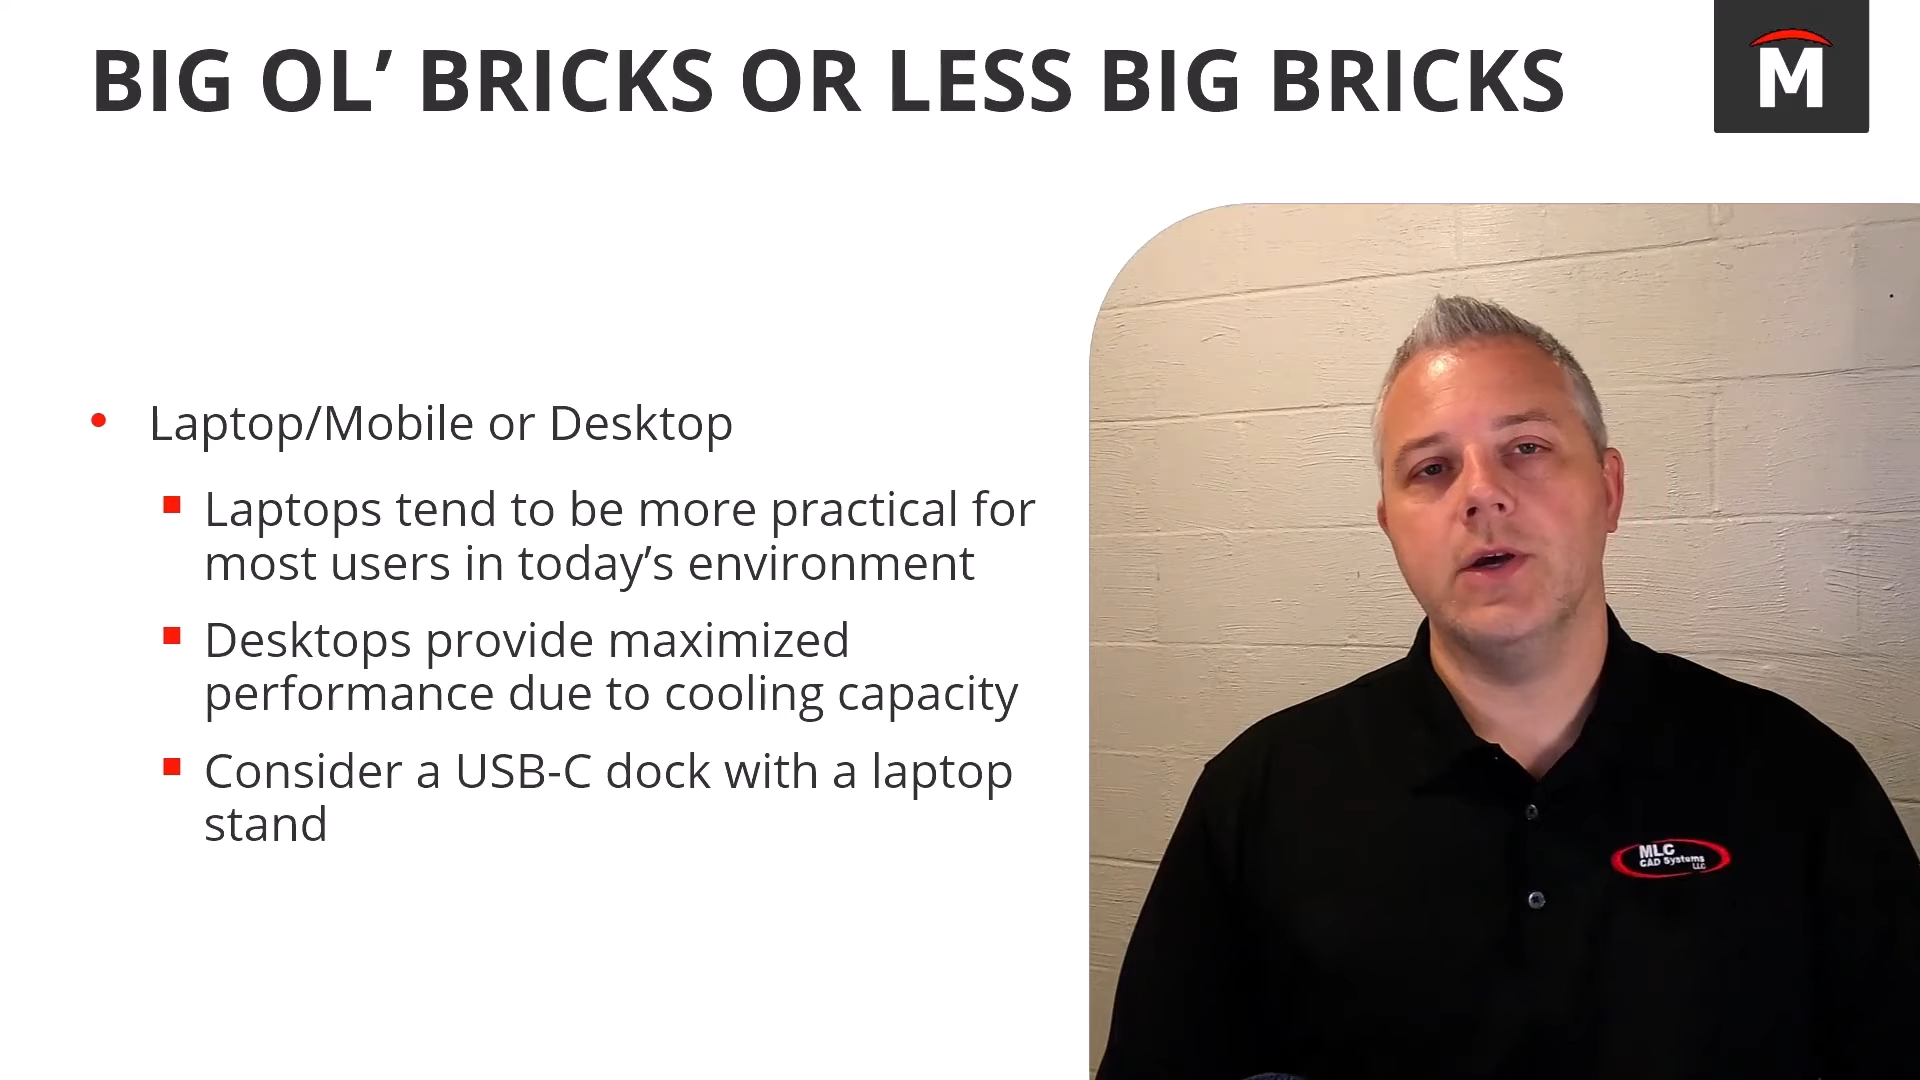 BIG OL’ BRICKS OR LESS BIG BRICKS
M
• Laptop/Mobile or Desktop
▪ Laptops tend to be more practical for
most users in today’s environment
▪ Desktops provide maximized
performance due to cooling capacity
▪ Consider a USB-C dock with a laptop
stand
MLC
CAD Systems
LLC